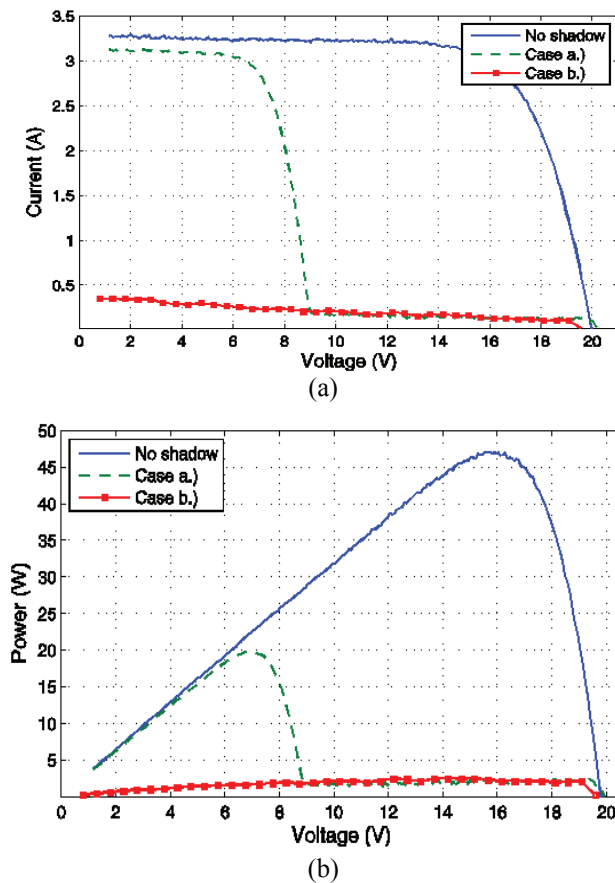 3.5
3
2.5
2
1.5
1
0.5
Current (A)
No shadow
Case a.)
Case b.)
0 2 4 6 8 10 12 14 16 18 20
Voltage (V)
(a)
50
45
40
35
30
25
20
15
10
5
Power (W)
No shadow
Case a.)
Case b.)
0 2 4 6 8 10 12 14 16 18 20
Voltage (V)
(b)